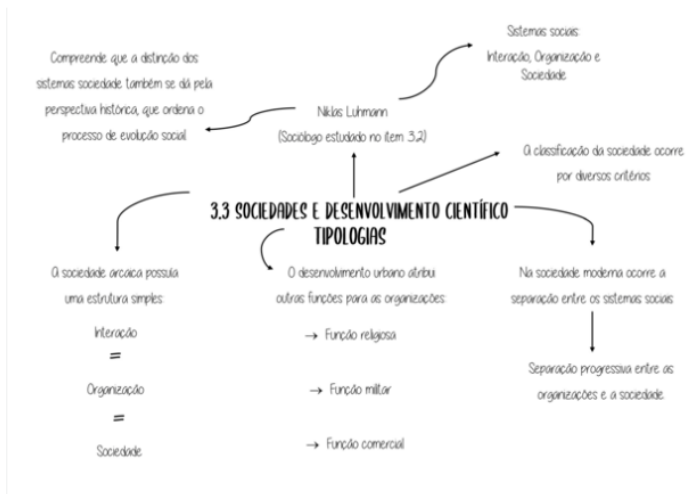 Sistemas sociais:
Interação, Organização e
Sociedade
Compreende que a distinção dos
sistemas sociedade também se dá pela
perspectiva histórica, que ordena o
processo de evolução social
Niklas Luhmann
(Sociólogo estudado no item 3.2)
A classificação da sociedade ocorre
por diversos critérios
3.3 SOCIEDADES E DESENVOLVIMENTO CIENTÍFICO
TIPOLOGIAS
A sociedade arcaica possuía
uma estrutura simples:
Interação
=
Organização
=
Sociedade
O desenvolvimento urbano atribui
outras funções para as organizações:
→ Função religiosa
→ Função militar
→ Função comercial
Na sociedade moderna ocorre a
separação entre os sistemas sociais
Separação progressiva entre as
organizações e a sociedade.